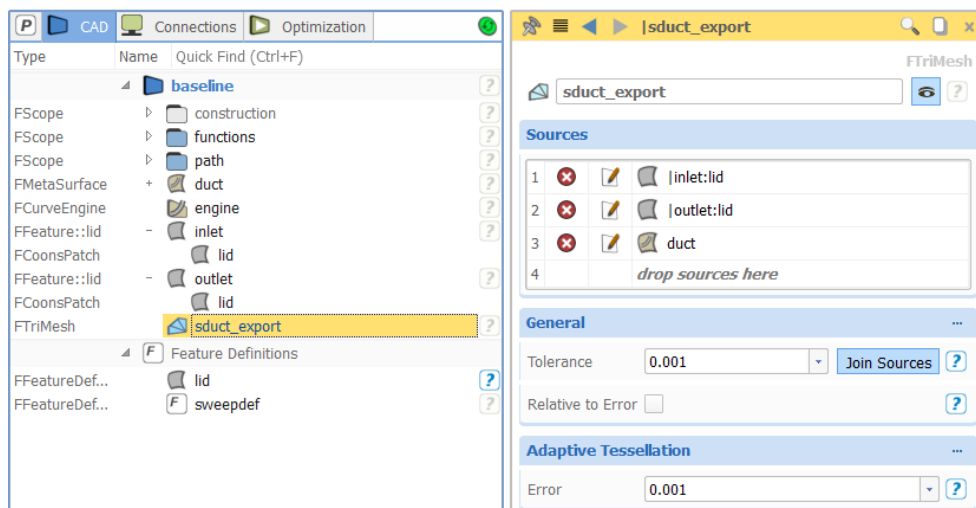 P CAD Connections Optimization
Type Name Quick Find (Ctrl+F)
baseline ?
FScope construction ?
FScope functions ?
FScope path ?
FMetaSurface + duct ?
FCurveEngine engine ?
FFeature::lid - inlet ?
FCoonsPatch lid
FFeature::lid - outlet ?
FCoonsPatch lid
FTriMesh sduct_export ?
F Feature Definitions
FFeatureDef... lid ?
FFeatureDef... F sweepdef ?
|sduct_export x
FTriMesh
sduct_export ?
Sources
1 |inlet:lid
2 |outlet:lid
3 duct
4 drop sources here
General ...
Tolerance 0.001 Join Sources ?
Relative to Error ?
Adaptive Tessellation ...
Error 0.001 ?